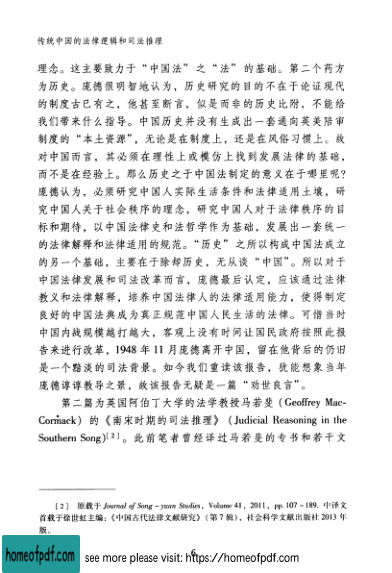 传统中国的法律逻辑和司法推理
理念。这主要致力于“中国法”之“法”的基础。第二个药方
为历史。庞德很明智地认为，历史研究的目的不在于论证现代
的制度古已有之，他甚至断言，似是而非的历史比附，不能给
我们带来什么指导。中国历史并没有生成出一套通向英美陪审
制度的“本土资源”，无论是在制度上，还是在风俗习惯上。故
对中国而言，其必须在理性上或模仿上找到发展法律的基础，
而不是在经验上。那么历史之于中国法制定的意义在于哪里呢？
庞德认为，必须研究中国人实际生活条件和法律适用土壤，研
究中国人关于社会秩序的理念，研究中国人对于法律秩序的目
标和期待，以中国法律史和法哲学作为基础，发展出一套统一
的法律解释和法律适用的规范。“历史”之所以构成中国法成立
的另一个基础，主要在于除却历史，无从谈“中国”。所以对于
中国法律发展和司法改革而言，庞德最后认定，应该通过法律
教义和法律解释，培养中国法律人的法律适用能力，使得制定
良好的中国法典成为真正规范中国人民生活的法律。可惜当时
中国内战规模越打越大，客观上没有时间让国民政府按照此报
告来进行改革，1948 年 11 月庞德离开中国，留在他背后的仍旧
是一个黯淡的司法背景。如今我们重读该报告，犹能想象当年
庞德谆谆教导之景，故该报告无疑是一篇“劝世良言”。
第二篇为英国阿伯丁大学的法学教授马若斐（Geoffrey Mac-
Cormack）的《南宋时期的司法推理》（Judicial Reasoning in the
Southern Song）〔2〕。此前笔者曾经译过马若斐的专书和若干文
〔2〕 原载于 Journal of Song-yuan Studies, Volume 41, 2011, pp. 107-189. 中译文
首载于徐世虹主编：《中国古代法律文献研究》（第 7 辑），社会科学文献出版社 2013 年
版。
6
homeofpdf.com see more please visit: https://homeofpdf.com